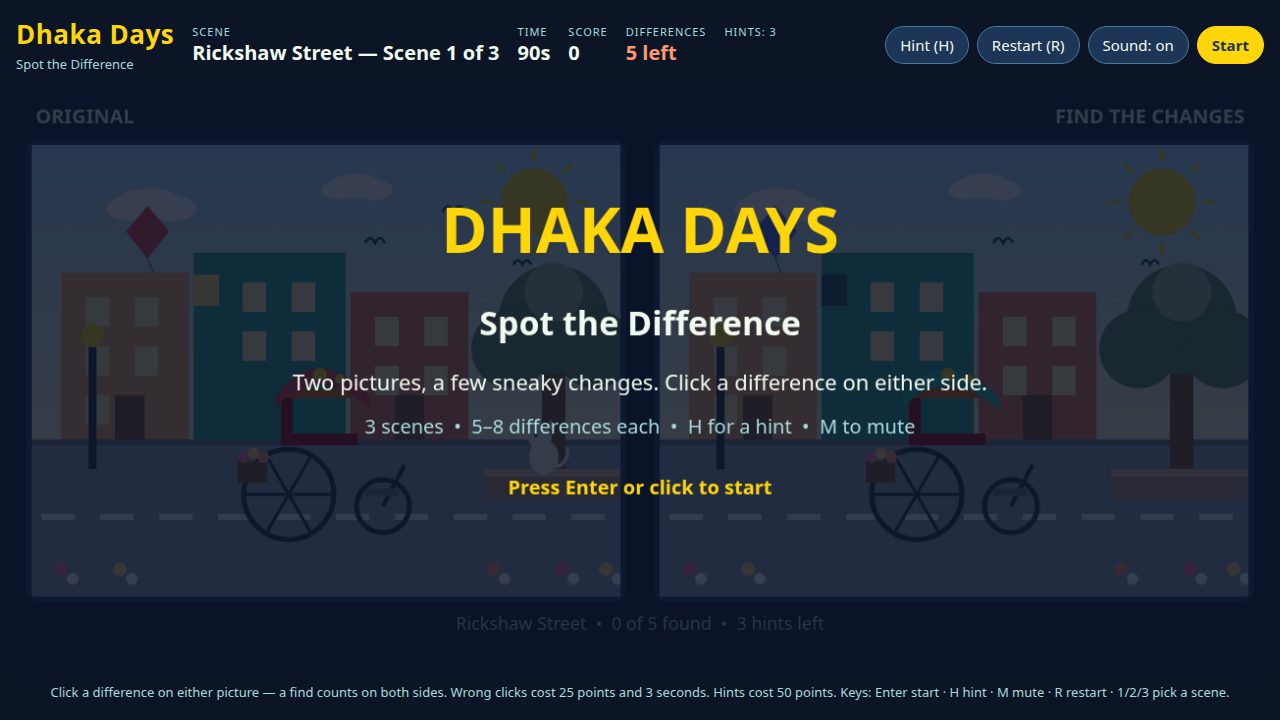 Dhaka Days
Spot the Difference
SCENE
Rickshaw Street — Scene 1 of 3
TIME
90s
SCORE
0
DIFFERENCES
5 left
HINTS: 3
Hint (H)
Restart (R)
Sound: on
Start
ORIGINAL
FIND THE CHANGES
DHAKA DAYS
Spot the Difference
Two pictures, a few sneaky changes. Click a difference on either side.
3 scenes • 5–8 differences each • H for a hint • M to mute
Press Enter or click to start
Rickshaw Street • 0 of 5 found • 3 hints left
Click a difference on either picture — a find counts on both sides. Wrong clicks cost 25 points and 3 seconds. Hints cost 50 points. Keys: Enter start · H hint · M mute · R restart · 1/2/3 pick a scene.